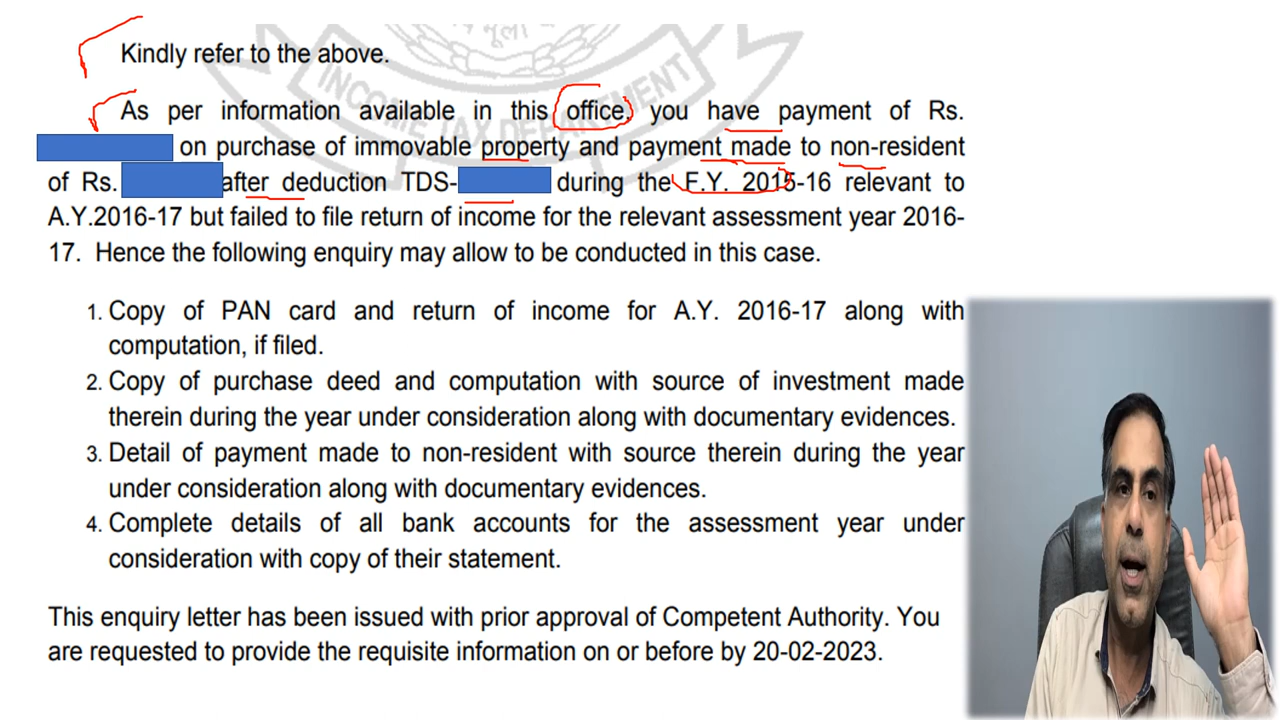 मूलो
INCOME TAX DEPARTMENT
Kindly refer to the above.
As per information available in this office, you have payment of Rs.
on purchase of immovable property and payment made to non-resident
of Rs. after deduction TDS- during the F.Y. 2015-16 relevant to
A.Y.2016-17 but failed to file return of income for the relevant assessment year 2016-
17. Hence the following enquiry may allow to be conducted in this case.
1. Copy of PAN card and return of income for A.Y. 2016-17 along with
computation, if filed.
2. Copy of purchase deed and computation with source of investment made
therein during the year under consideration along with documentary evidences.
3. Detail of payment made to non-resident with source therein during the year
under consideration along with documentary evidences.
4. Complete details of all bank accounts for the assessment year under
consideration with copy of their statement.
This enquiry letter has been issued with prior approval of Competent Authority. You
are requested to provide the requisite information on or before by 20-02-2023.